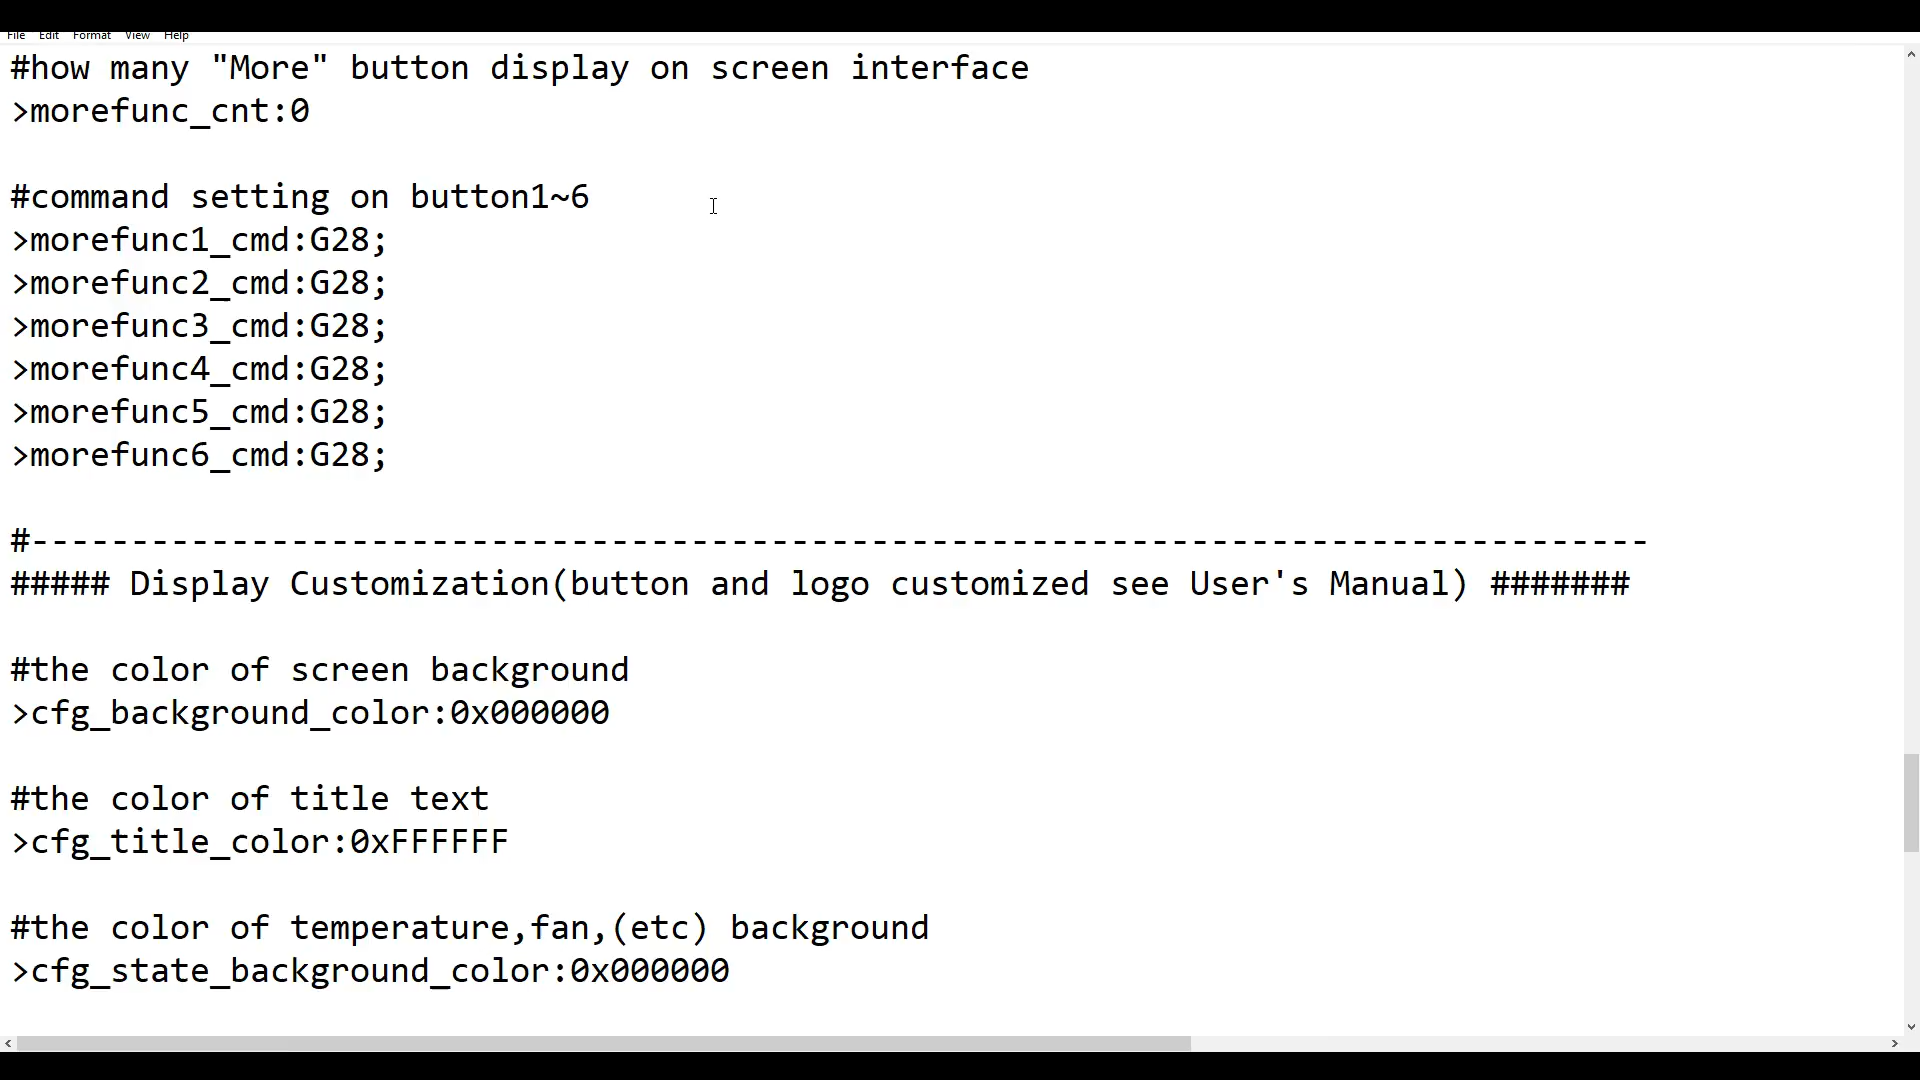 File Edit Format View Help
#how many "More" button display on screen interface
>morefunc_cnt:0
#command setting on button1~6
>morefunc1_cmd:G28;
>morefunc2_cmd:G28;
>morefunc3_cmd:G28;
>morefunc4_cmd:G28;
>morefunc5_cmd:G28;
>morefunc6_cmd:G28;
#---------------------------------------------------------------------------------
##### Display Customization(button and logo customized see User's Manual) #######
#the color of screen background
>cfg_background_color:0x000000
#the color of title text
>cfg_title_color:0xFFFFFF
#the color of temperature,fan,(etc) background
>cfg_state_background_color:0x000000